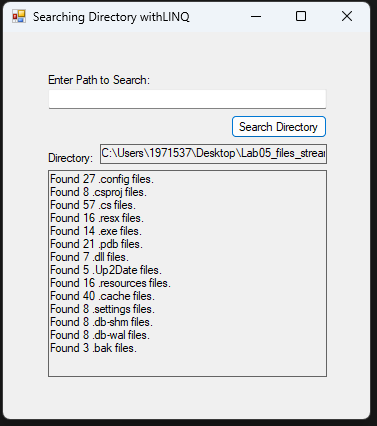 Searching Directory withLINQ
Enter Path to Search:
Search Directory
Directory: C:\Users\1971537\Desktop\Lab05_files_strear
Found 27 .config files.
Found 8 .csproj files.
Found 57 .cs files.
Found 16 .resx files.
Found 14 .exe files.
Found 21 .pdb files.
Found 7 .dll files.
Found 5 .Up2Date files.
Found 16 .resources files.
Found 40 .cache files.
Found 8 .settings files.
Found 8 .db-shm files.
Found 8 .db-wal files.
Found 3 .bak files.